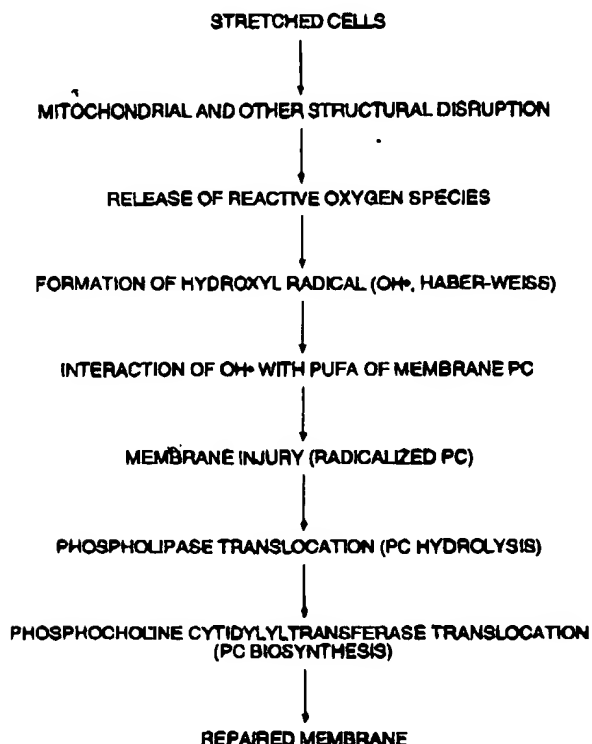 STRETCHED CELLS
MITOCHONDRIAL AND OTHER STRUCTURAL DISRUPTION
RELEASE OF REACTIVE OXYGEN SPECIES
FORMATION OF HYDROXYL RADICAL (OH•, HABER-WEISS)
INTERACTION OF OH• WITH PUFA OF MEMBRANE PC
MEMBRANE INJURY (RADICALIZED PC)
PHOSPHOLIPASE TRANSLOCATION (PC HYDROLYSIS)
PHOSPHOCHOLINE CYTIDYLYLTRANSFERASE TRANSLOCATION
(PC BIOSYNTHESIS)
REPAIRED MEMBRANE